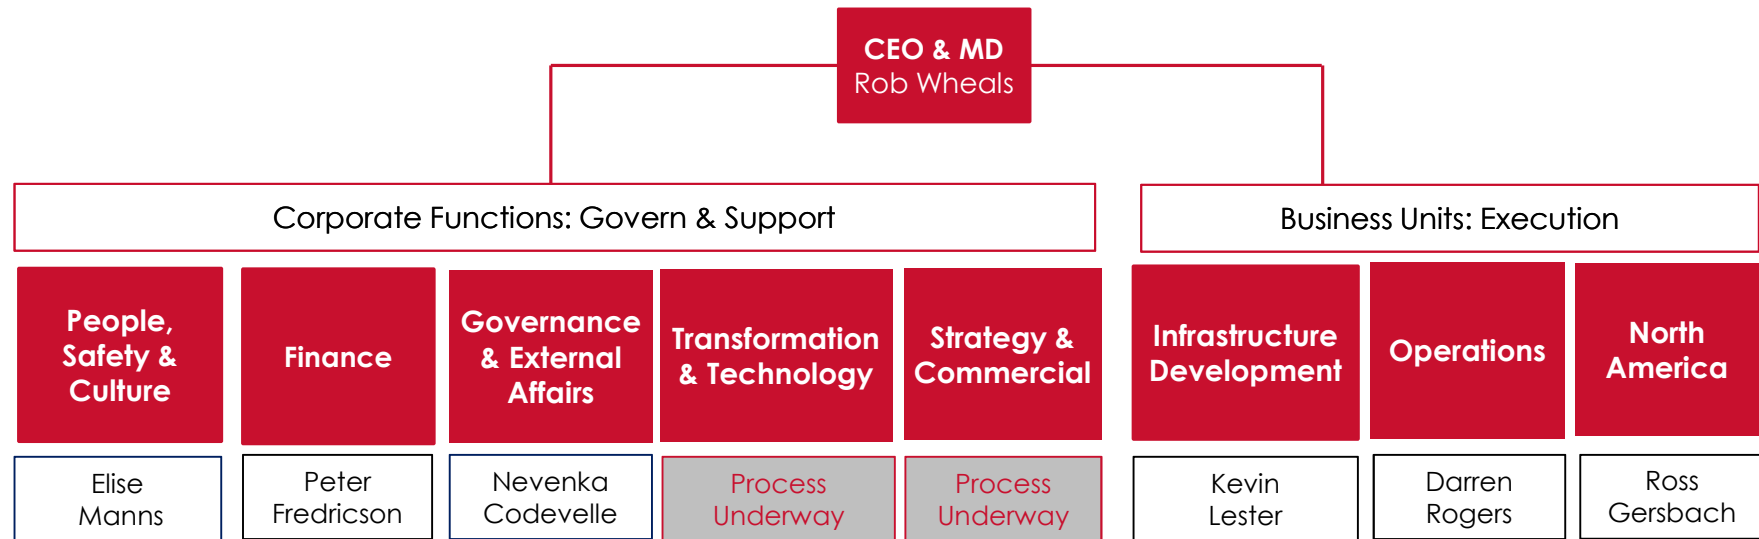 CEO & MD
Rob Wheals
Corporate Functions: Govern & Support
Business Units: Execution
People,
Safety &
Culture
Finance
Governance
& External
Affairs
Transformation
& Technology
Strategy &
Commercial
Infrastructure
Development
Operations
North
America
Elise
Manns
Peter
Fredricson
Nevenka
Codevelle
Process
Underway
Process
Underway
Kevin
Lester
Darren
Rogers
Ross
Gersbach